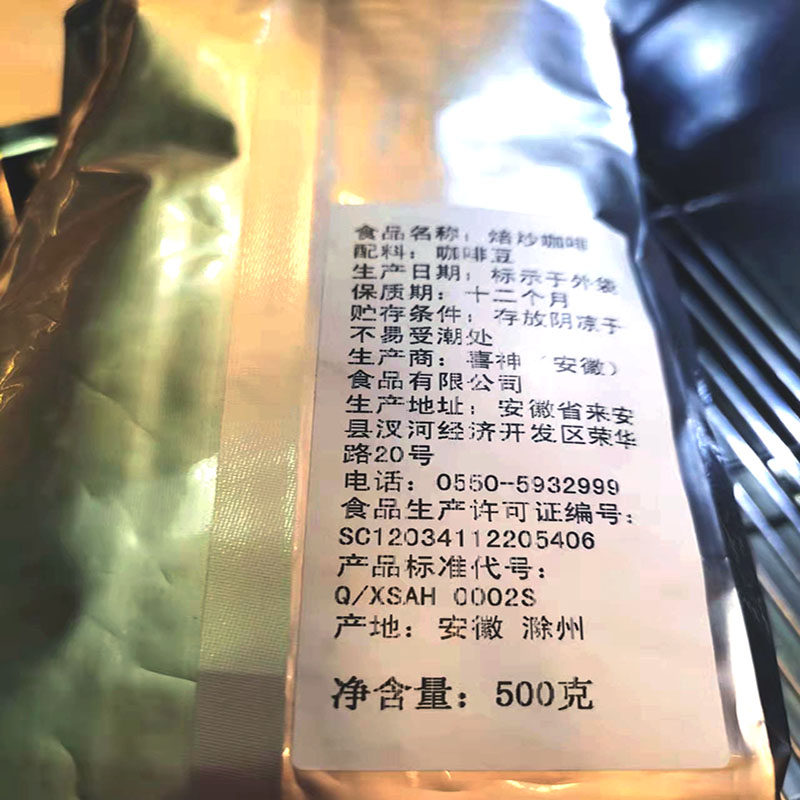 食品名称：焙炒咖啡
配料：咖啡豆
生产日期：标示于外袋
保质期：十二个月
贮存条件：存放阴凉干
不易受潮处
生产商：喜神（安徽）
食品有限公司
生产地址：安徽省来安
县汊河经济开发区荣华
路20号
电话：0550-5932999
食品生产许可证编号：
SC12034112205406
产品标准代号：
Q/XSAH 0002S
产地：安徽 滁州
净含量：500克